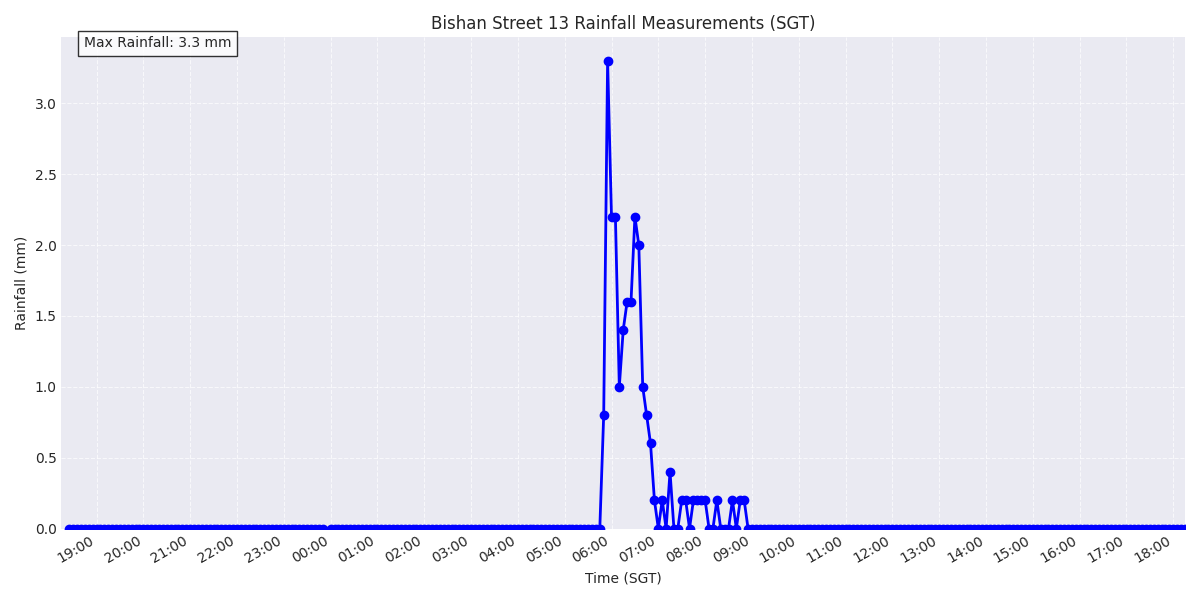 Bishan Street 13 Rainfall Measurements (SGT)
Max Rainfall: 3.3 mm
Rainfall (mm)
3.0
2.5
2.0
1.5
1.0
0.5
0.0
19:00 20:00 21:00 22:00 23:00 00:00 01:00 02:00 03:00 04:00 05:00 06:00 07:00 08:00 09:00 10:00 11:00 12:00 13:00 14:00 15:00 16:00 17:00 18:00
Time (SGT)